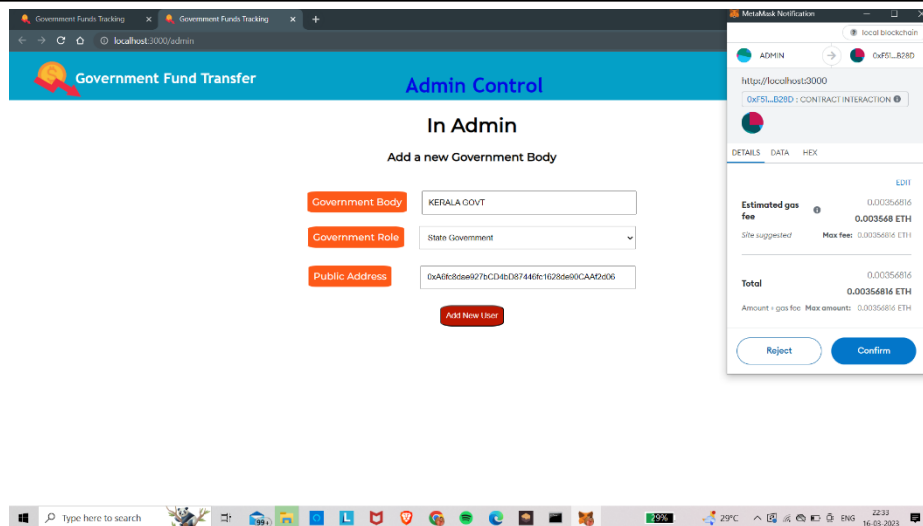 Government Funds Tracking
Government Funds Tracking
MetaMask Notification
localhost:3000/admin
local blockchain
ADMIN
0xF51...B28D
Government Fund Transfer
Admin Control
http://localhost:3000
0xF51...B28D : CONTRACT INTERACTION
In Admin
Add a new Government Body
DETAILS DATA HEX
EDIT
Government Body KERALA GOVT
Estimated gas fee
0.00356816
0.003568 ETH
Site suggested Max fee: 0.00356816 ETH
Government Role State Government
Public Address 0xA6fc8dae927bCD4bD87446fc1628de90CAAf2d06
Total
0.00356816
0.00356816 ETH
Amount + gas fee Max amount: 0.00356816 ETH
Add New User
Reject Confirm
Type here to search
99+
29%
29°C
ENG
22:33
16-03-2023